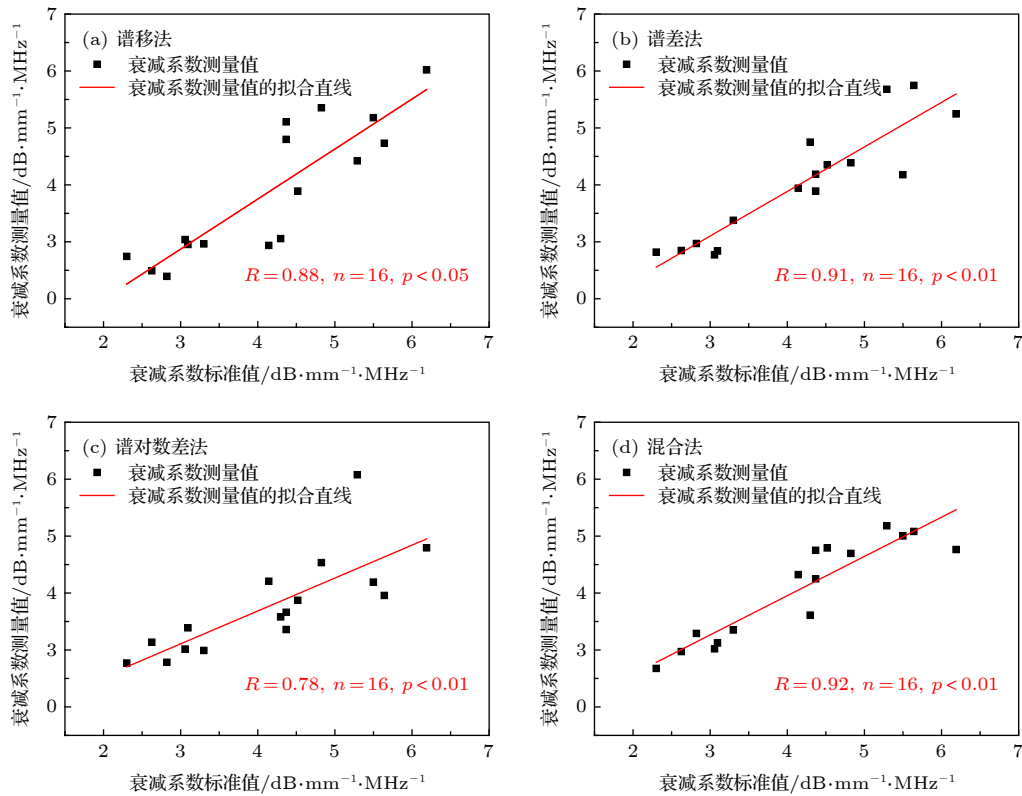 7
6
5
4
3
0
衰减系数测量值/dB·mm⁻¹·MHz⁻¹
(a) 谱移法
衰减系数测量值
衰减系数测量值的拟合直线
R=0.88, n=16, p<0.05
2 3 4 5 6 7
衰减系数标准值/dB·mm⁻¹·MHz⁻¹
7
6
5
4
3
0
衰减系数测量值/dB·mm⁻¹·MHz⁻¹
(b) 谱差法
衰减系数测量值
衰减系数测量值的拟合直线
R=0.91, n=16, p<0.01
2 3 4 5 6 7
衰减系数标准值/dB·mm⁻¹·MHz⁻¹
7
6
5
4
3
0
衰减系数测量值/dB·mm⁻¹·MHz⁻¹
(c) 谱对数差法
衰减系数测量值
衰减系数测量值的拟合直线
R=0.78, n=16, p<0.01
2 3 4 5 6 7
衰减系数标准值/dB·mm⁻¹·MHz⁻¹
7
6
5
4
3
0
衰减系数测量值/dB·mm⁻¹·MHz⁻¹
(d) 混合法
衰减系数测量值
衰减系数测量值的拟合直线
R=0.92, n=16, p<0.01
2 3 4 5 6 7
衰减系数标准值/dB·mm⁻¹·MHz⁻¹